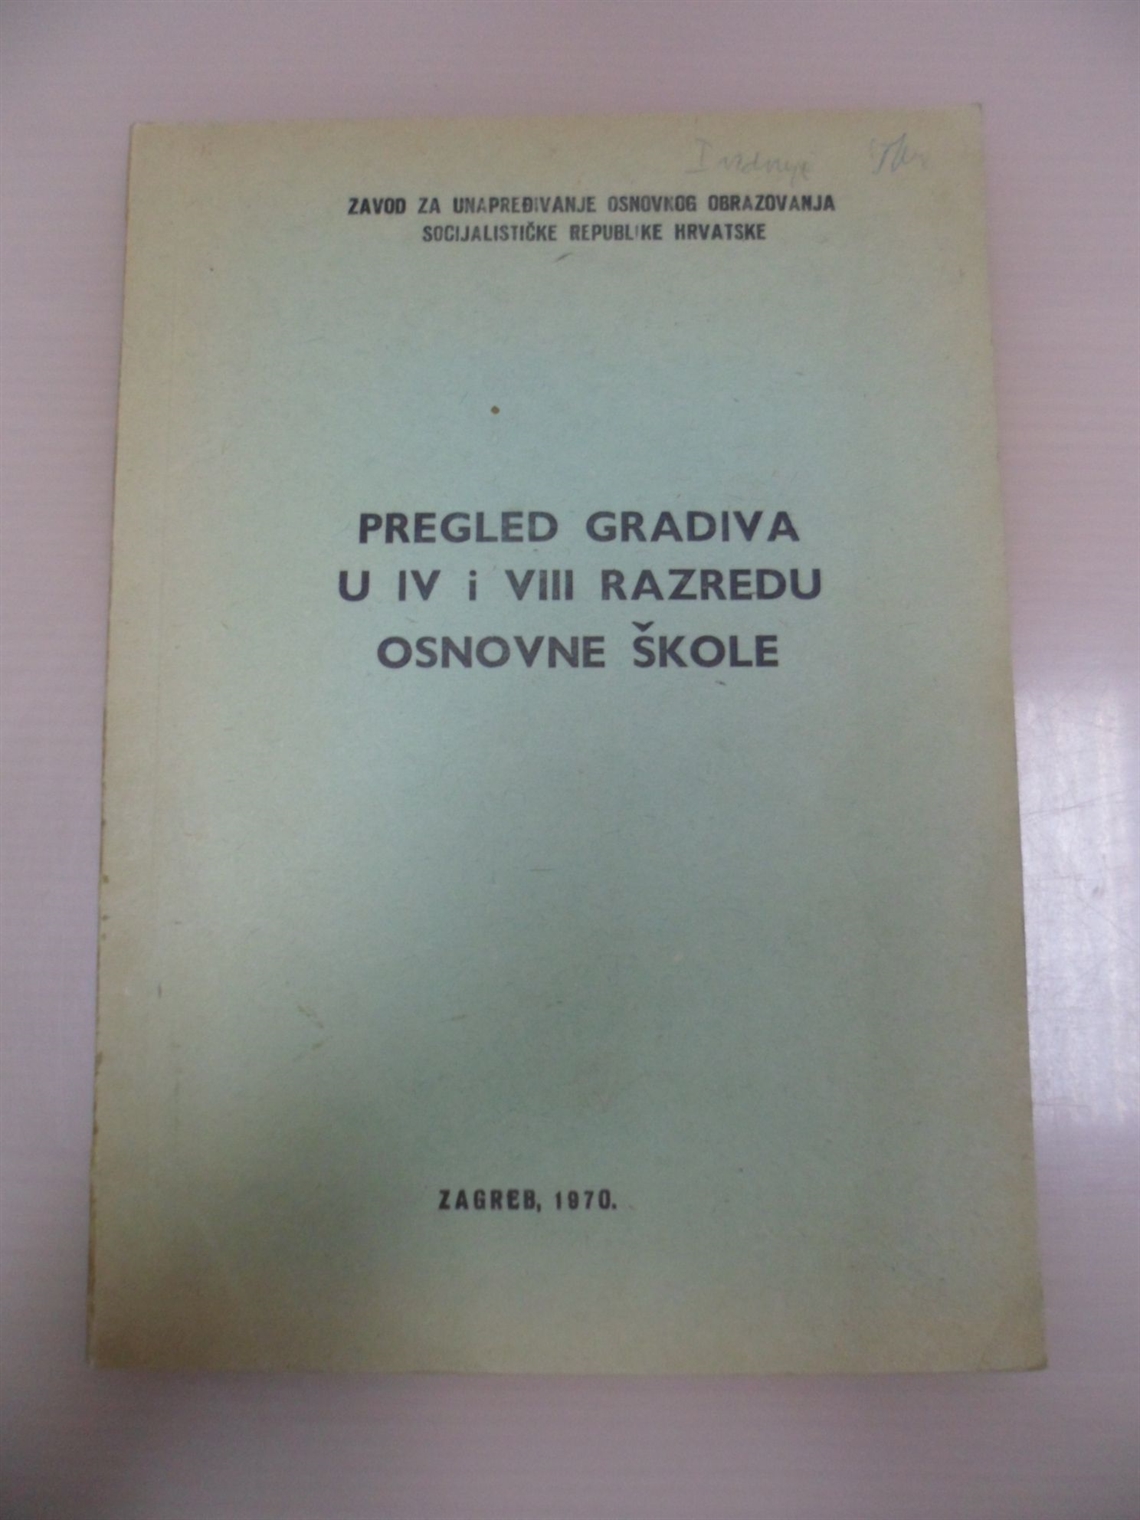 ZAVOD ZA UNAPREĐIVANJE OSNOVNOG OBRAZOVANJA
SOCIJALISTIČKE REPUBLIKE HRVATSKE
PREGLED GRADIVA
U IV i VIII RAZREDU
OSNOVNE ŠKOLE
ZAGREB, 1970.